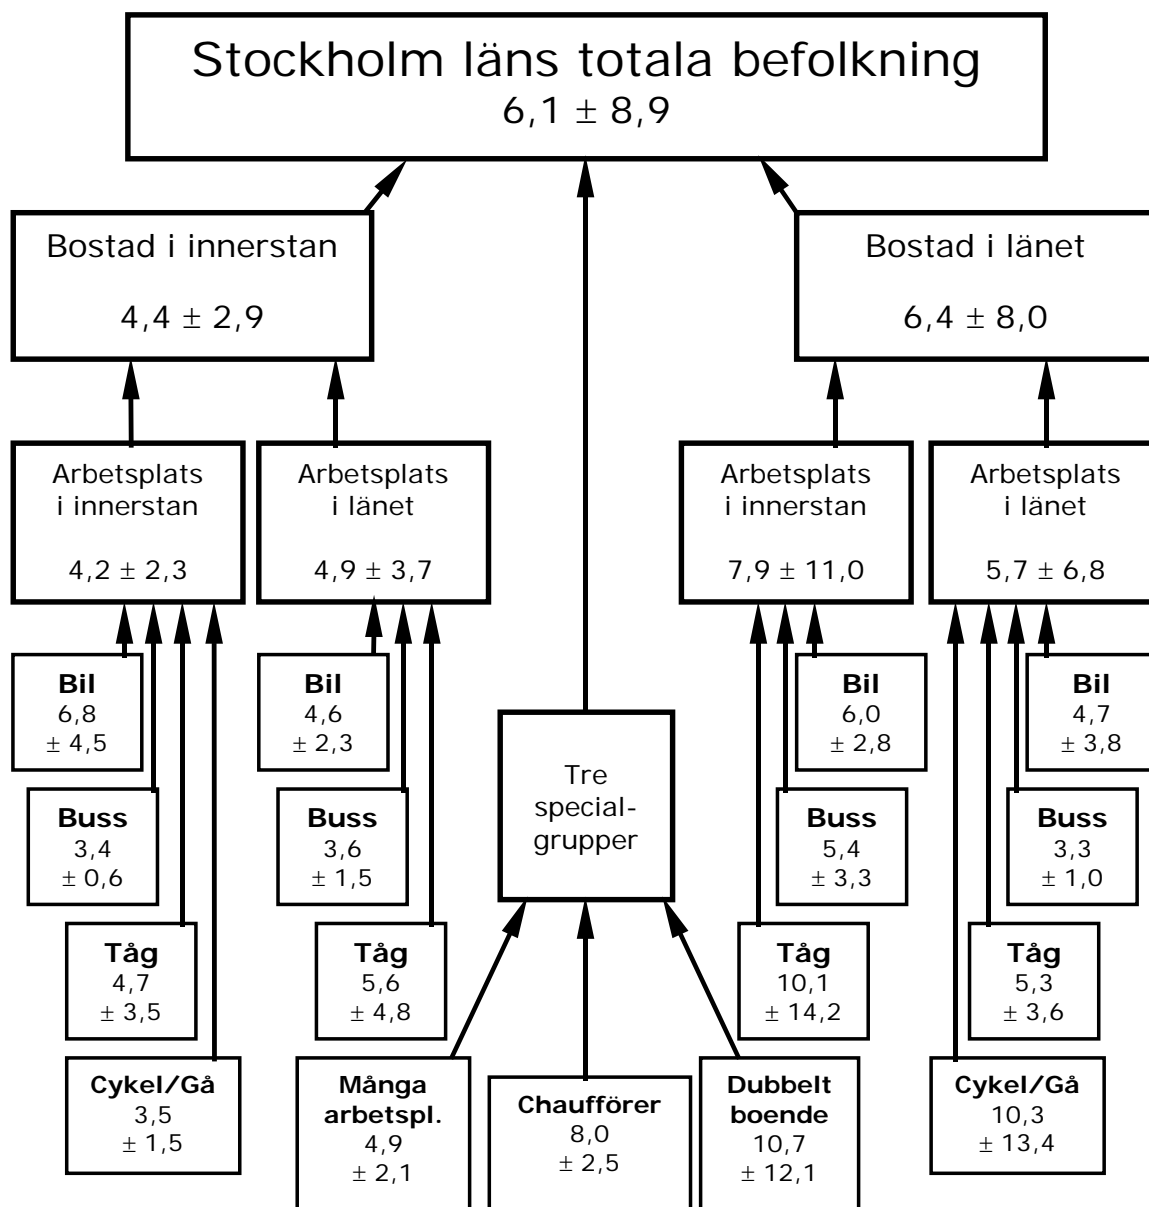 Stockholm läns totala befolkning
6,1 ± 8,9
Bostad i innerstan
4,4 ± 2,9
Bostad i länet
6,4 ± 8,0
Arbetsplats
i innerstan
4,2 ± 2,3
Arbetsplats
i länet
4,9 ± 3,7
Arbetsplats
i innerstan
7,9 ± 11,0
Arbetsplats
i länet
5,7 ± 6,8
Bil
6,8
± 4,5
Bil
4,6
± 2,3
Bil
6,0
± 2,8
Bil
4,7
± 3,8
Tre
special-
grupper
Buss
3,4
± 0,6
Buss
3,6
± 1,5
Buss
5,4
± 3,3
Buss
3,3
± 1,0
Tåg
4,7
± 3,5
Tåg
5,6
± 4,8
Tåg
10,1
± 14,2
Tåg
5,3
± 3,6
Cykel/Gå
3,5
± 1,5
Många
arbetspl.
4,9
± 2,1
Chaufförer
8,0
± 2,5
Dubbelt
boende
10,7
± 12,1
Cykel/Gå
10,3
± 13,4